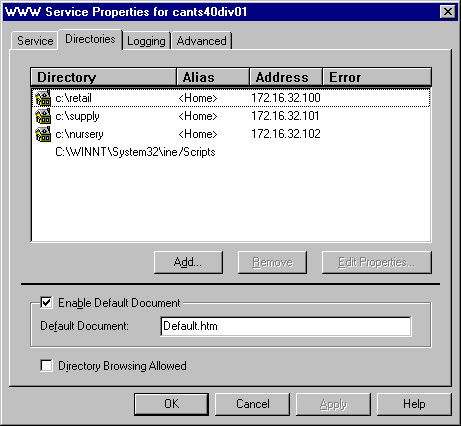 WWW Service Properties for cants40div01
Service Directories Logging Advanced
Directory Alias Address Error
c:\retail <Home> 172.16.32.100
c:\supply <Home> 172.16.32.101
c:\nursery <Home> 172.16.32.102
C:\WINNT\System32\ine /Scripts
Add... Remove Edit Properties...
Enable Default Document
Default Document: Default.htm
Directory Browsing Allowed
OK Cancel Apply Help